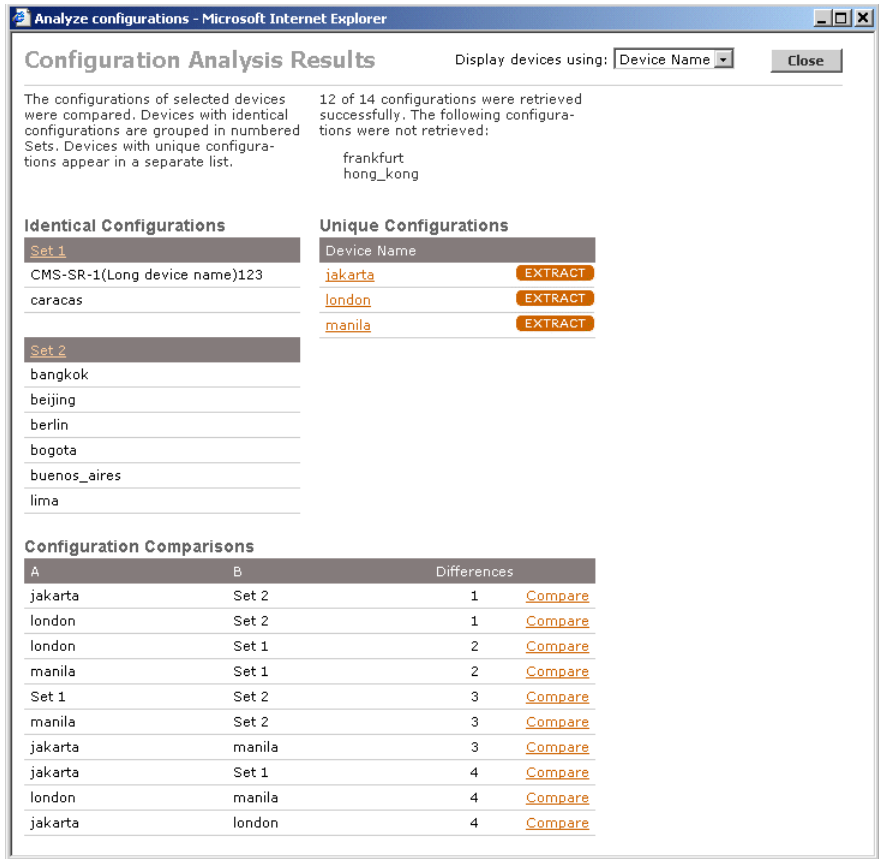 Analyze configurations - Microsoft Internet Explorer
Configuration Analysis Results
Display devices using: Device Name
Close
The configurations of selected devices
were compared. Devices with identical
configurations are grouped in numbered
Sets. Devices with unique configura-
tions appear in a separate list.
12 of 14 configurations were retrieved
successfully. The following configura-
tions were not retrieved:
frankfurt
hong_kong
Identical Configurations
Set 1
CMS-SR-1(Long device name)123
caracas
Set 2
bangkok
beijing
berlin
bogota
buenos_aires
lima
Unique Configurations
Device Name
jakarta EXTRACT
london EXTRACT
manila EXTRACT
Configuration Comparisons
A B Differences
jakarta Set 2 1 Compare
london Set 2 1 Compare
london Set 1 2 Compare
manila Set 1 2 Compare
Set 1 Set 2 3 Compare
manila Set 2 3 Compare
jakarta manila 3 Compare
jakarta Set 1 4 Compare
london manila 4 Compare
jakarta london 4 Compare